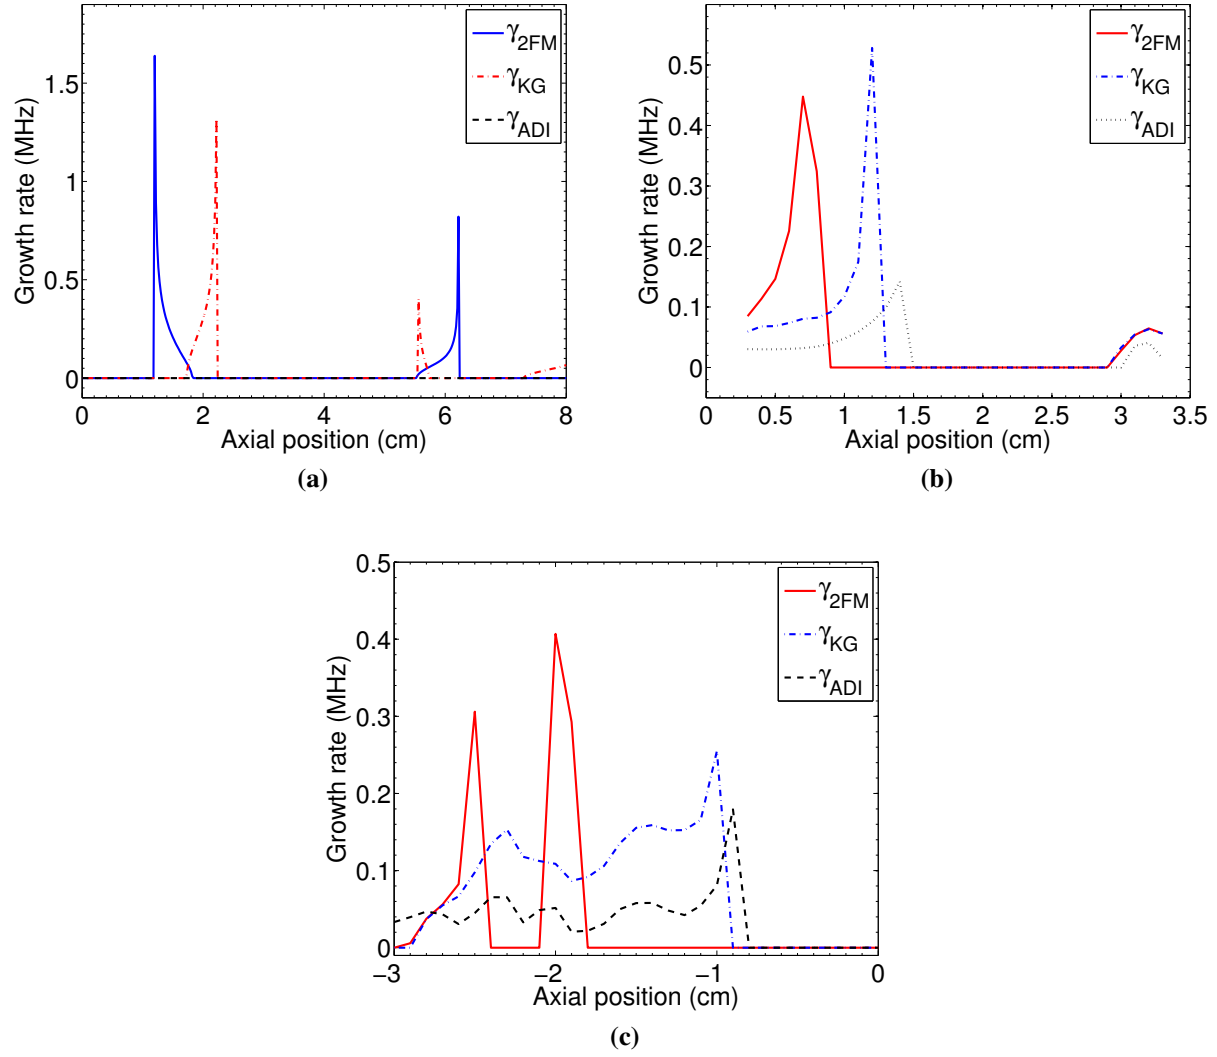 γ2FM
γKG
γADI
Growth rate (MHz)
1.5
1
0.5
0
0 2 4 6 8
Axial position (cm)
(a)
γ2FM
γKG
γADI
Growth rate (MHz)
0.5
0.4
0.3
0.2
0.1
0
0 0.5 1 1.5 2 2.5 3 3.5
Axial position (cm)
(b)
γ2FM
γKG
γADI
Growth rate (MHz)
0.5
0.4
0.3
0.2
0.1
0
−3 −2 −1 0
Axial position (cm)
(c)